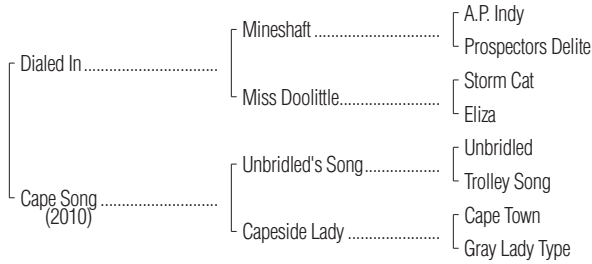 A.P. Indy
Mineshaft
Prospectors Delite
Dialed In
Storm Cat
Miss Doolittle
Eliza
Unbridled
Unbridled's Song
Trolley Song
Cape Song
(2010)
Cape Town
Capeside Lady
Gray Lady Type